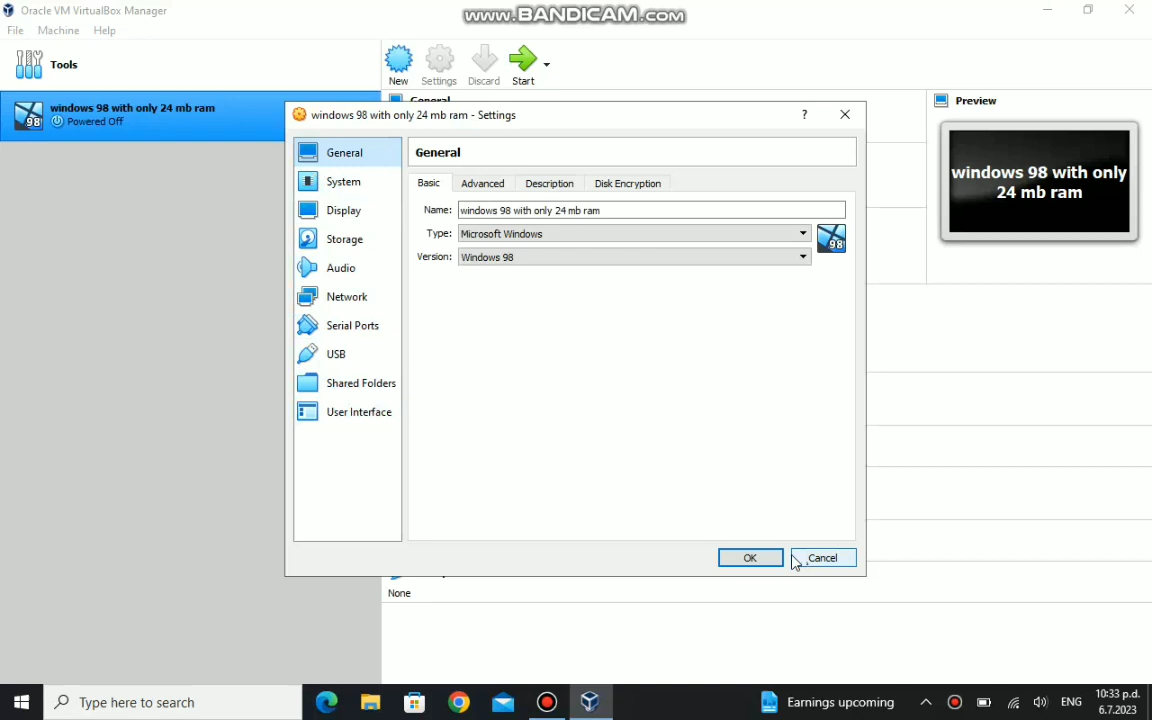 Oracle VM VirtualBox Manager
www.BANDICAM.com
File Machine Help
Tools
New Settings Discard Start
windows 98 with only 24 mb ram
Powered Off
98
General
Preview
windows 98 with only 24 mb ram - Settings
?
windows 98 with only
24 mb ram
General
System
Display
Storage
Audio
Network
Serial Ports
USB
Shared Folders
User Interface
General
Basic Advanced Description Disk Encryption
Name: windows 98 with only 24 mb ram
Type: Microsoft Windows
98
Version: Windows 98
OK Cancel
None
Type here to search
Earnings upcoming
ENG
10:33 p.d.
6.7.2023